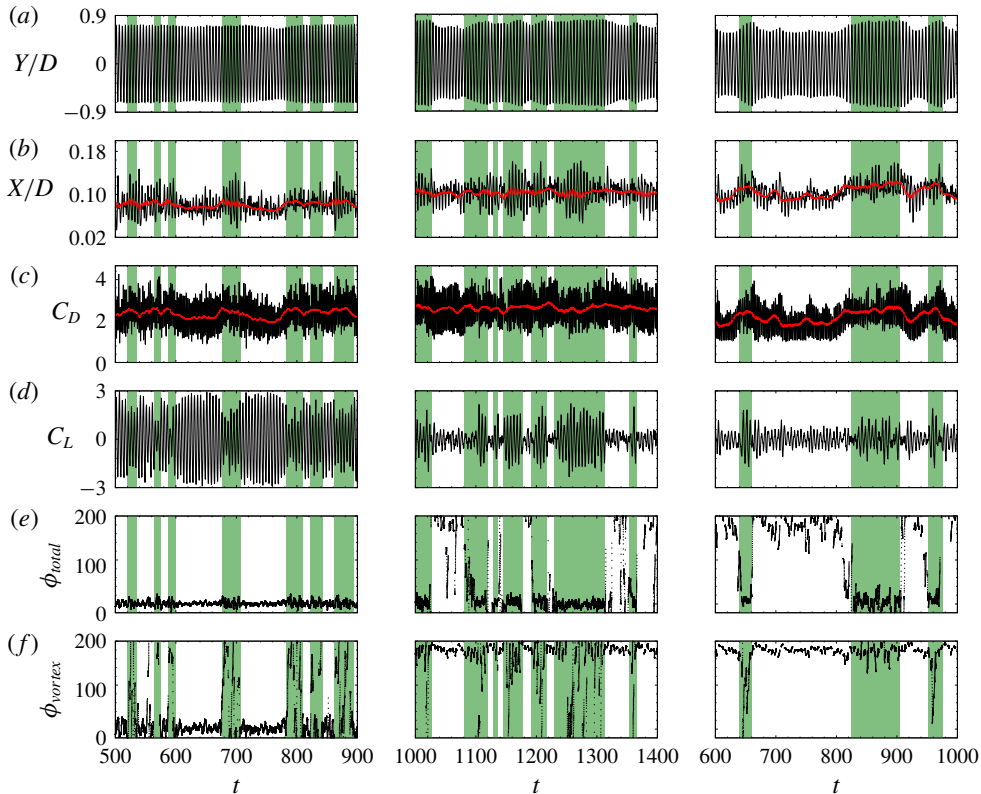 (a)
Y/D
0.9
0
−0.9
(b)
X/D
0.18
0.10
0.02
(c)
C_D
4
2
0
(d)
C_L
3
0
−3
(e)
ϕ_total
200
100
0
(f)
ϕ_vortex
200
100
0
500 600 700 800 900
1000 1100 1200 1300 1400
600 700 800 900 1000
t t t